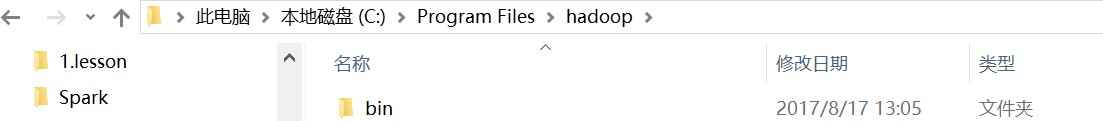 此电脑 > 本地磁盘 (C:) > Program Files > hadoop >
1.lesson
Spark
名称 修改日期 类型
bin 2017/8/17 13:05 文件夹